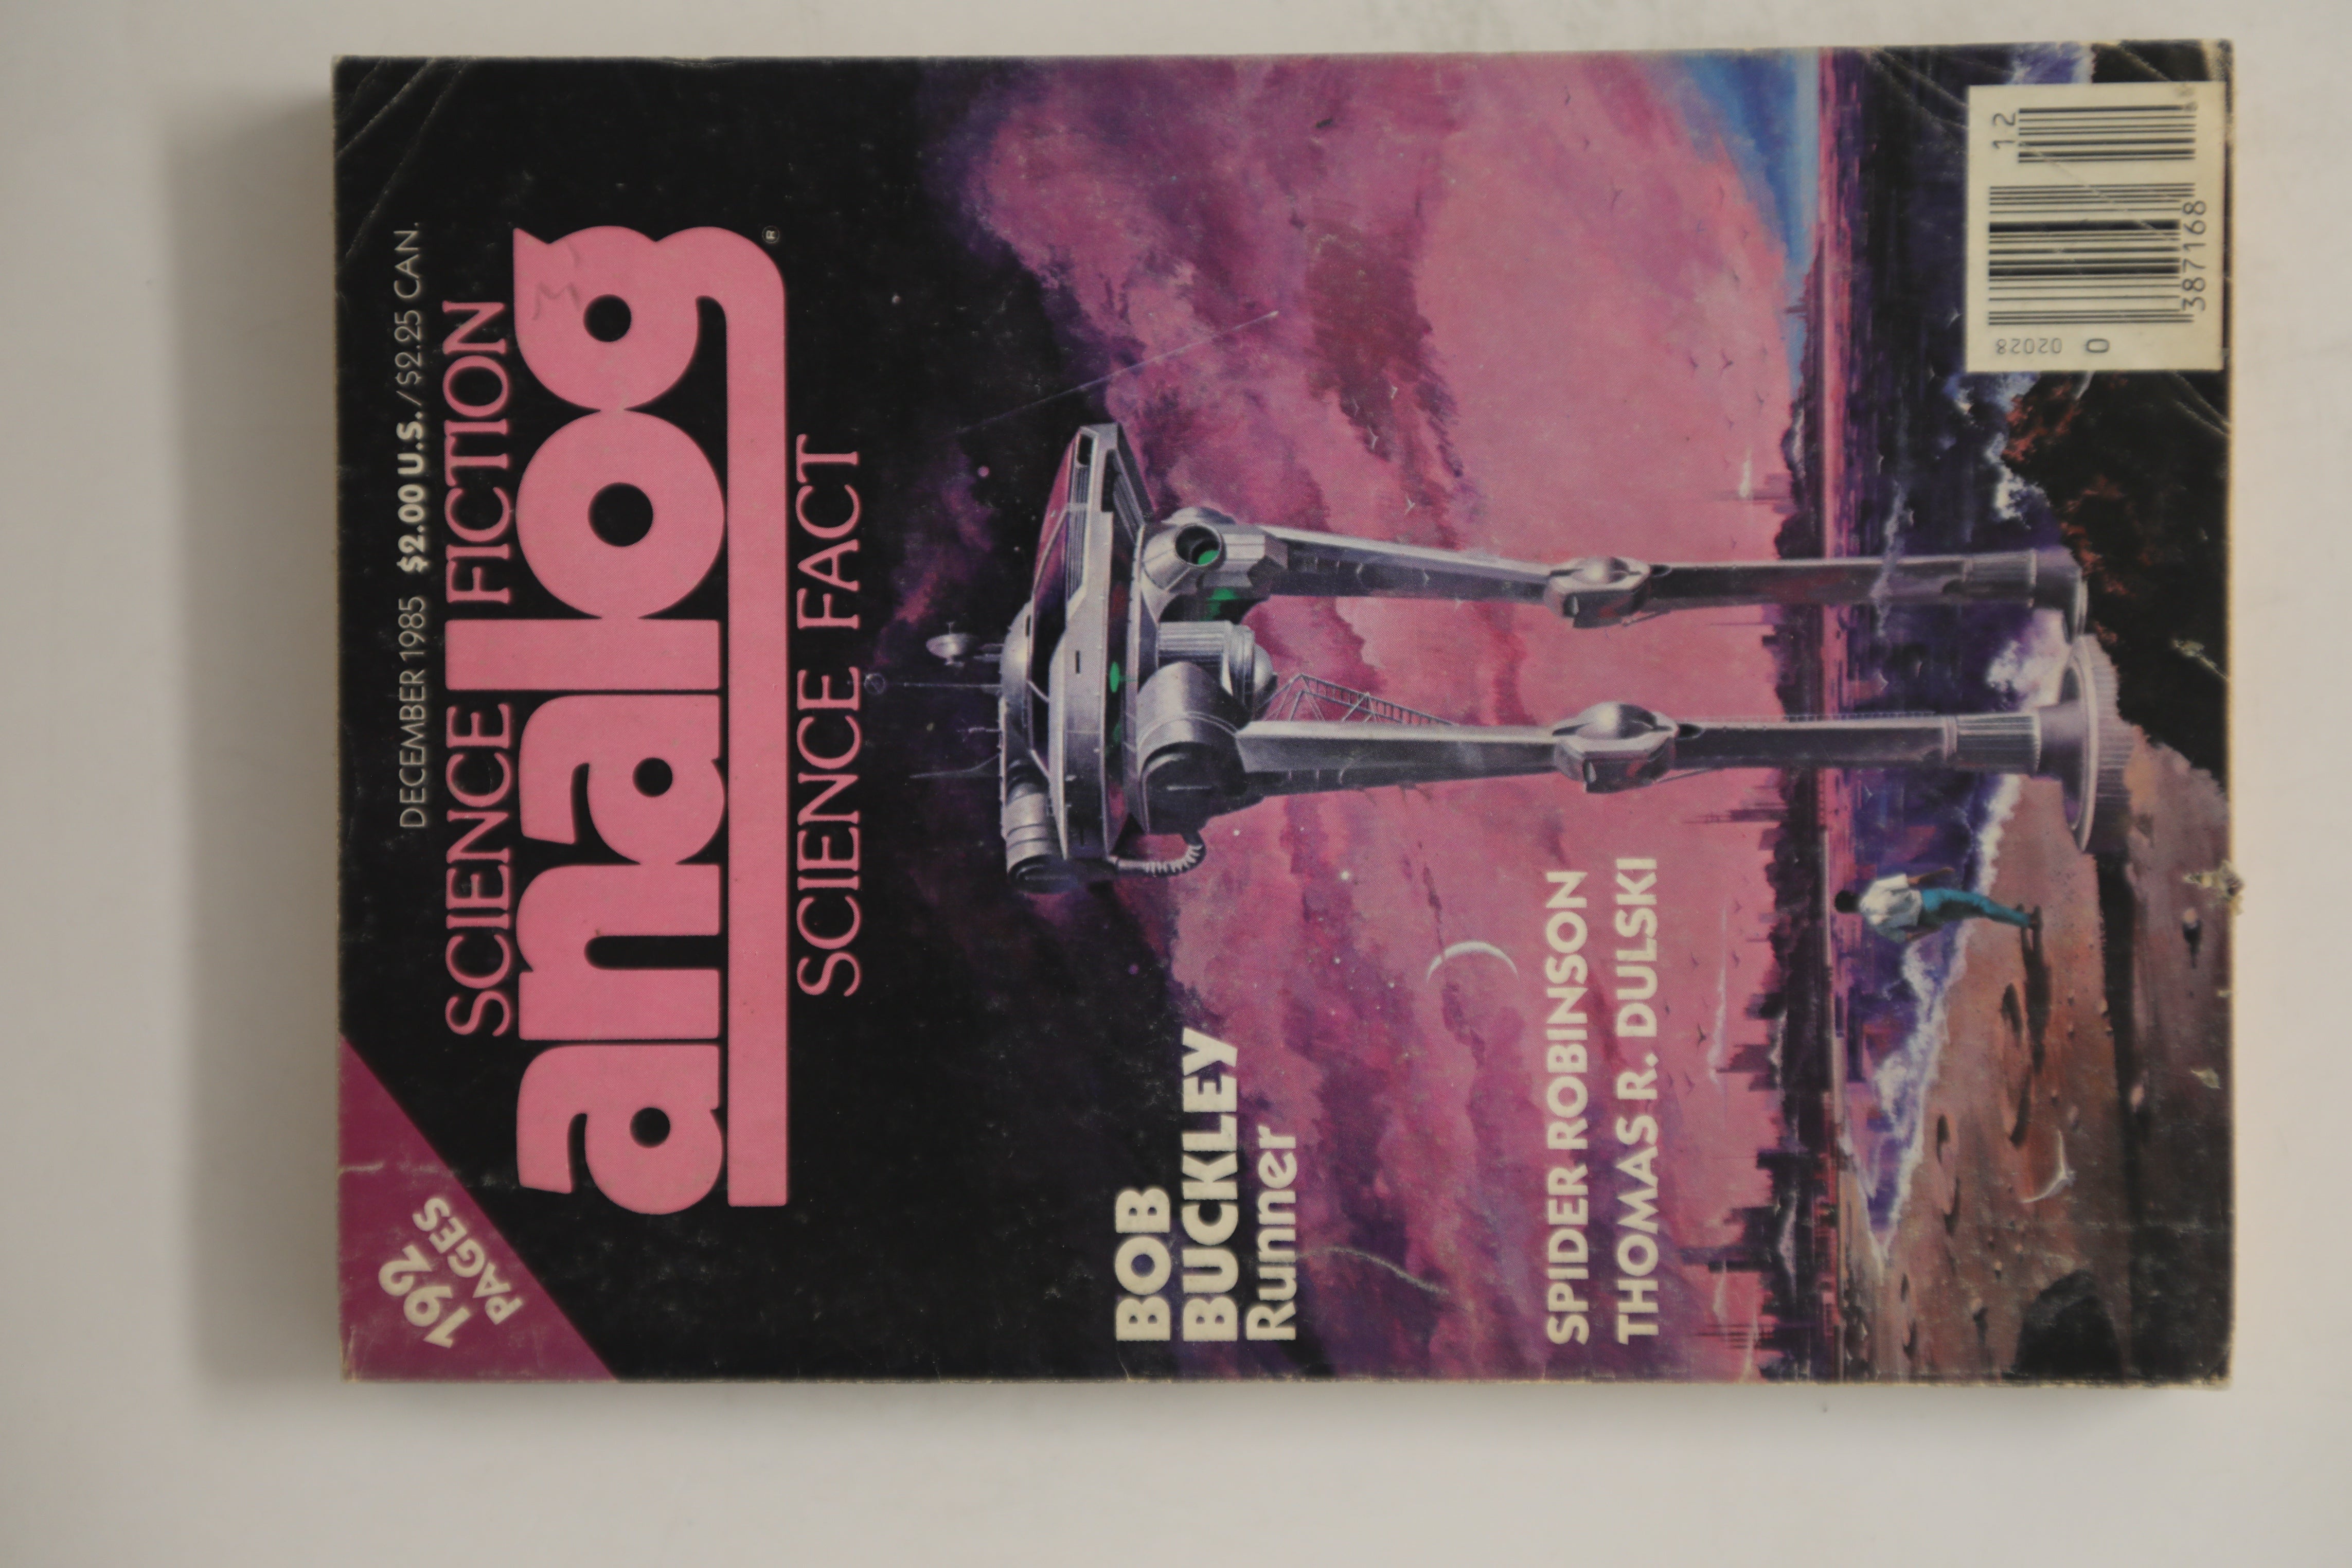 192
PAGES
DECEMBER 1985 $2.00 U.S./$2.25 CAN.
SCIENCE FICTION
analog®
SCIENCE FACT
BOB
BUCKLEY
Runner
SPIDER ROBINSON
THOMAS R. DULSKI
12
02028
0
387168